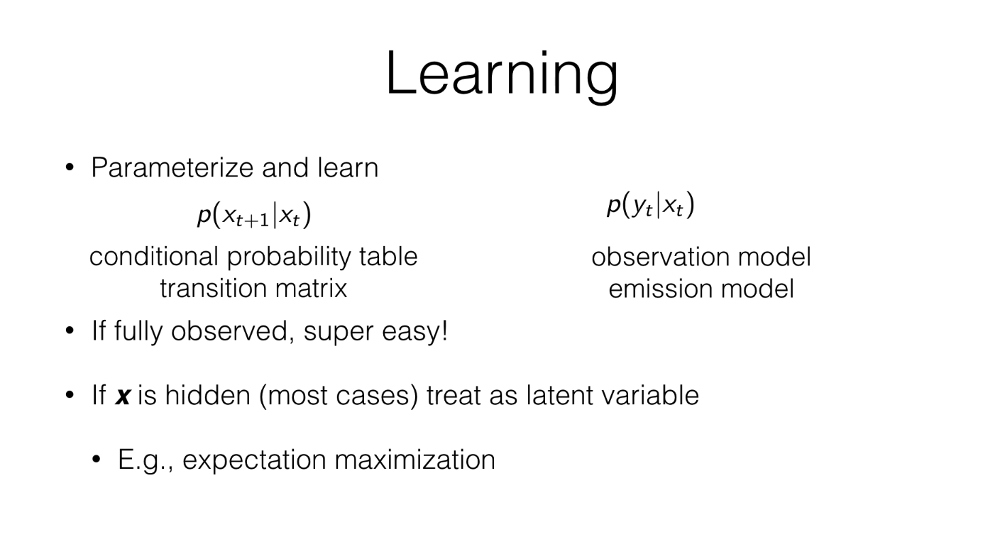 Learning
• Parameterize and learn
p(x_{t+1}|x_t)
p(y_t|x_t)
conditional probability table
transition matrix
observation model
emission model
• If fully observed, super easy!
• If x is hidden (most cases) treat as latent variable
• E.g., expectation maximization